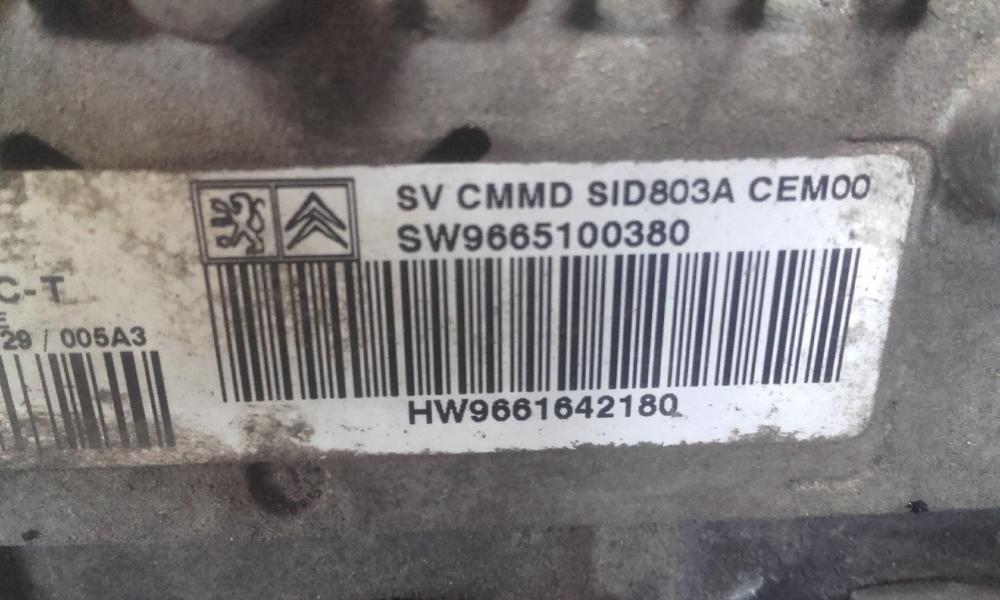 SV CMMD SID803A CEM00
SW9665100380
C-T
29 / 005A3
HW9661642180